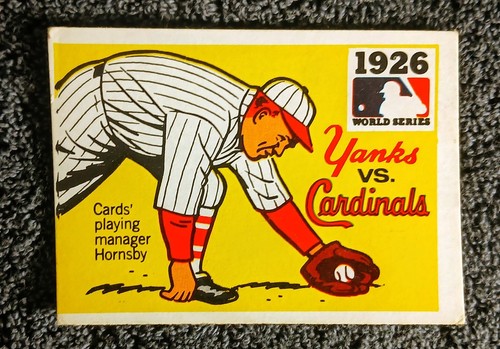 1926
WORLD SERIES
Yanks
VS.
Cardinals
Cards'
playing
manager
Hornsby